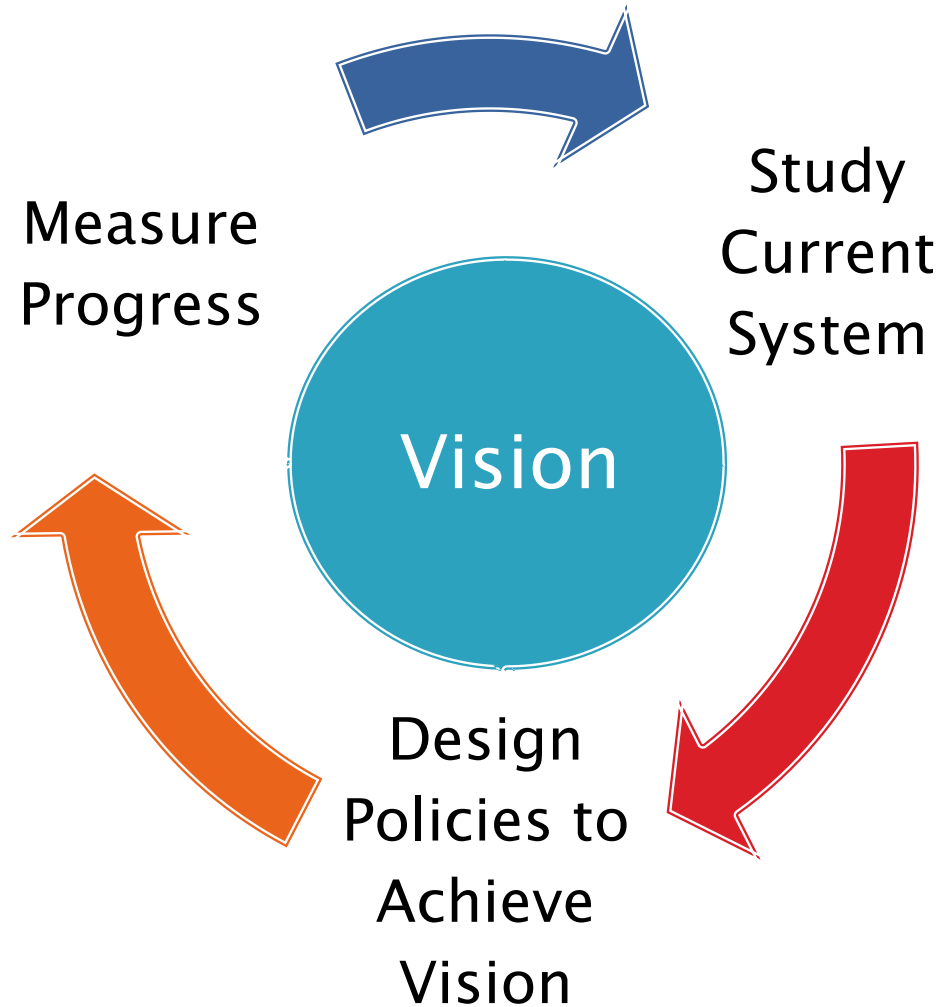 Study
Current
System
Measure
Progress
Vision
Design
Policies to
Achieve
Vision